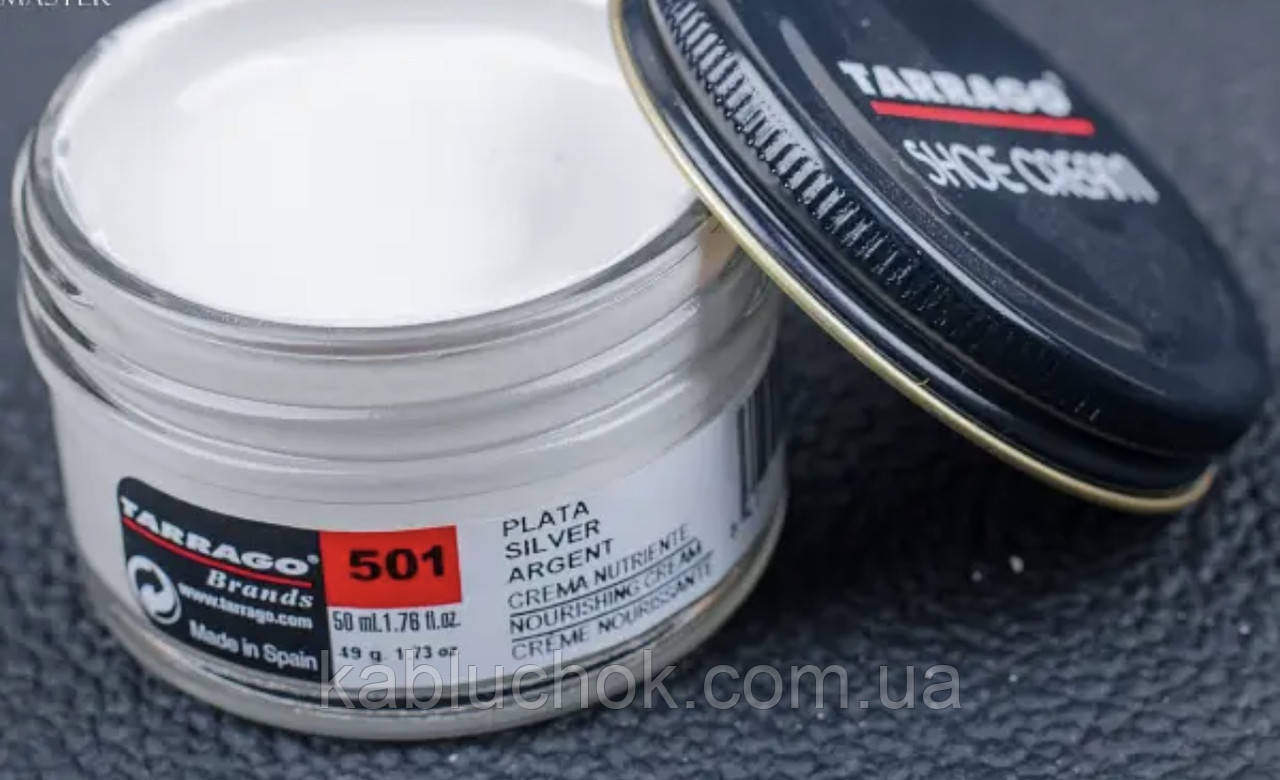 MASTER
TARRAGO®
SHOE CREAM
TARRAGO®
Brands
www.tarrago.com
Made in Spain
501
50 ml.1.76 fl.oz.
49 g. 1.73 oz
PLATA
SILVER
ARGENT
CREMA NUTRIENTE
NOURISHING CREAM
CRÈME NOURISSANTE
kabluchok.com.ua